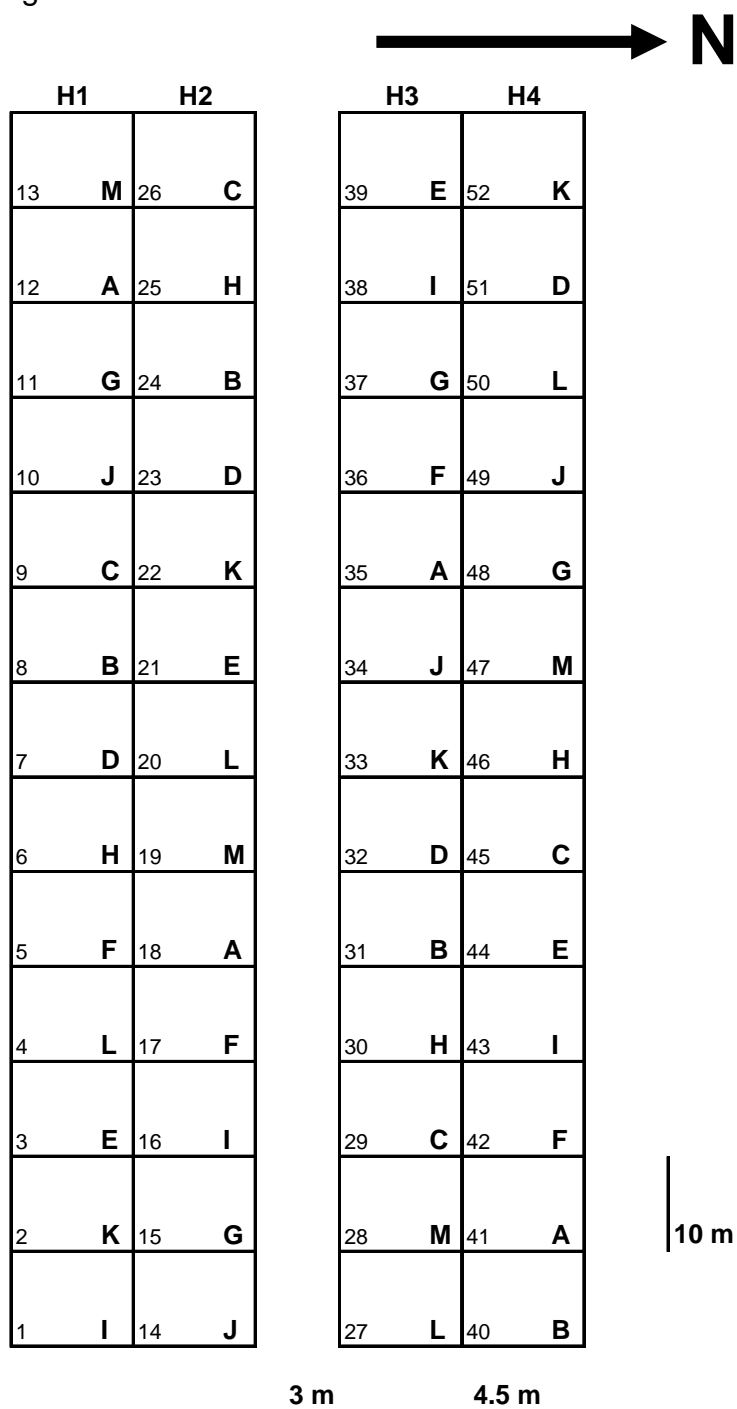 N
H1 H2 H3 H4
13 M 26 C 39 E 52 K
12 A 25 H 38 I 51 D
11 G 24 B 37 G 50 L
10 J 23 D 36 F 49 J
9 C 22 K 35 A 48 G
8 B 21 E 34 J 47 M
7 D 20 L 33 K 46 H
6 H 19 M 32 D 45 C
5 F 18 A 31 B 44 E
4 L 17 F 30 H 43 I
3 E 16 I 29 C 42 F
2 K 15 G 28 M 41 A 10 m
1 I 14 J 27 L 40 B
3 m 4.5 m